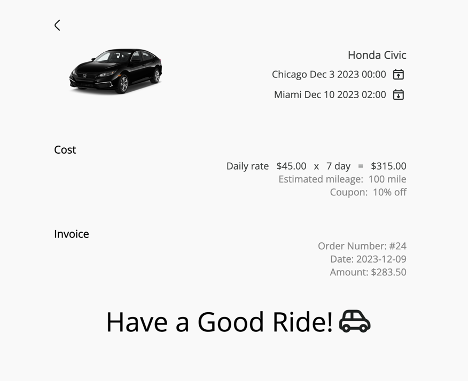 Honda Civic
Chicago Dec 3 2023 00:00
Miami Dec 10 2023 02:00
Cost
Daily rate $45.00 x 7 day = $315.00
Estimated mileage: 100 mile
Coupon: 10% off
Invoice
Order Number: #24
Date: 2023-12-09
Amount: $283.50
Have a Good Ride!